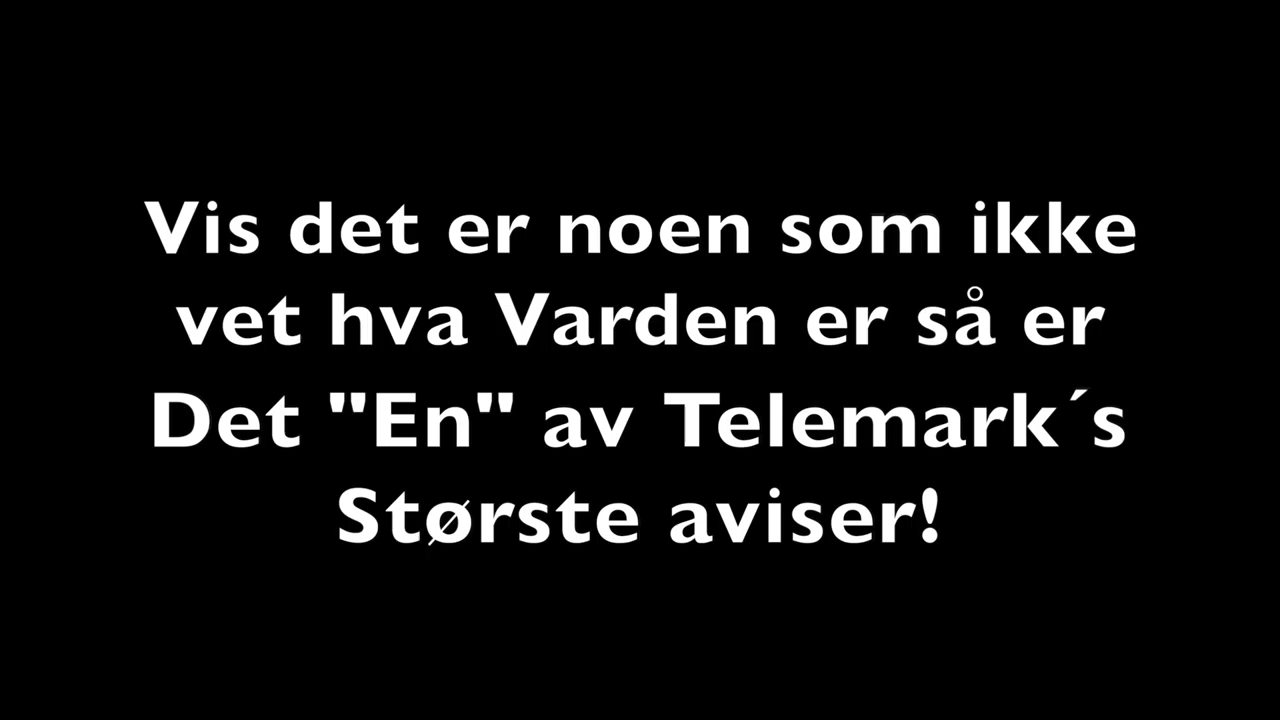 Vis det er noen som ikke
vet hva Varden er så er
Det "En" av Telemark´s
Største aviser!